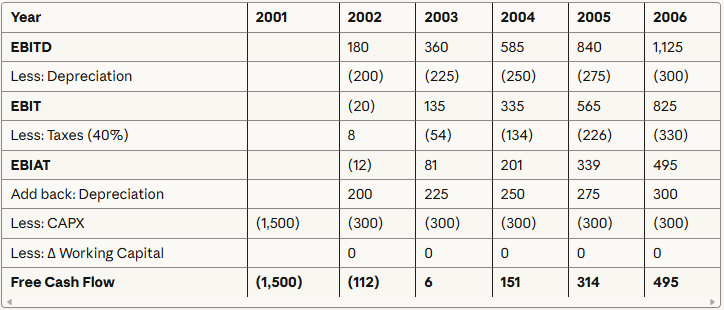 Year 2001 2002 2003 2004 2005 2006
EBITD 180 360 585 840 1,125
Less: Depreciation (200) (225) (250) (275) (300)
EBIT (20) 135 335 565 825
Less: Taxes (40%) 8 (54) (134) (226) (330)
EBIAT (12) 81 201 339 495
Add back: Depreciation 200 225 250 275 300
Less: CAPX (1,500) (300) (300) (300) (300) (300)
Less: Δ Working Capital 0 0 0 0 0
Free Cash Flow (1,500) (112) 6 151 314 495